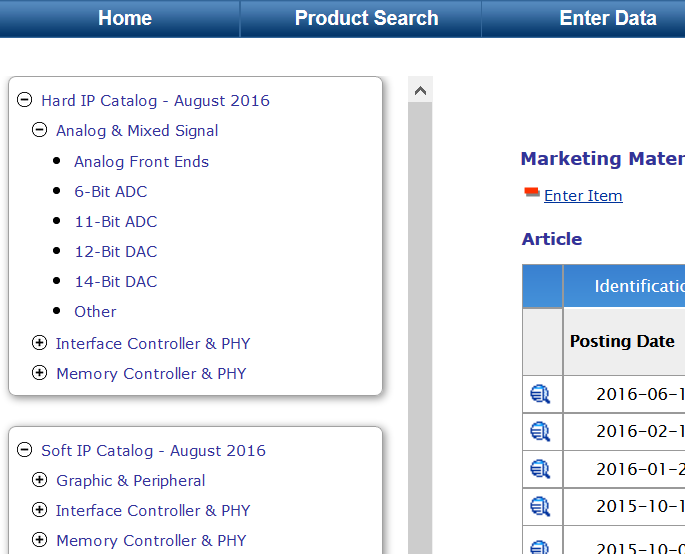 Home Product Search Enter Data
Hard IP Catalog - August 2016
Analog & Mixed Signal
Analog Front Ends
6-Bit ADC
11-Bit ADC
12-Bit DAC
14-Bit DAC
Other
Interface Controller & PHY
Memory Controller & PHY
Soft IP Catalog - August 2016
Graphic & Peripheral
Interface Controller & PHY
Memory Controller & PHY
Marketing Mater
Enter Item
Article
Identificatio
Posting Date
2016-06-1
2016-02-1
2016-01-2
2015-10-1
2015-10-0